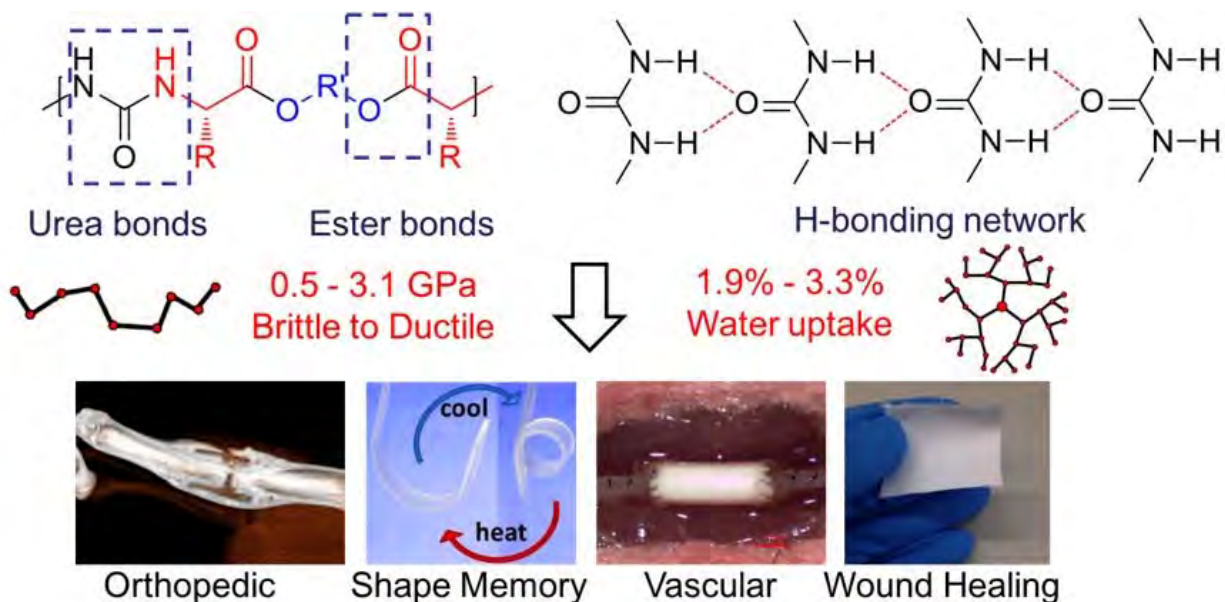 H N H N O O R' O O O R R
O N H N H O N H N H O N H N H O N H N H
Urea bonds Ester bonds H-bonding network
0.5 - 3.1 GPa
Brittle to Ductile
1.9% - 3.3%
Water uptake
cool
heat
Orthopedic Shape Memory Vascular Wound Healing